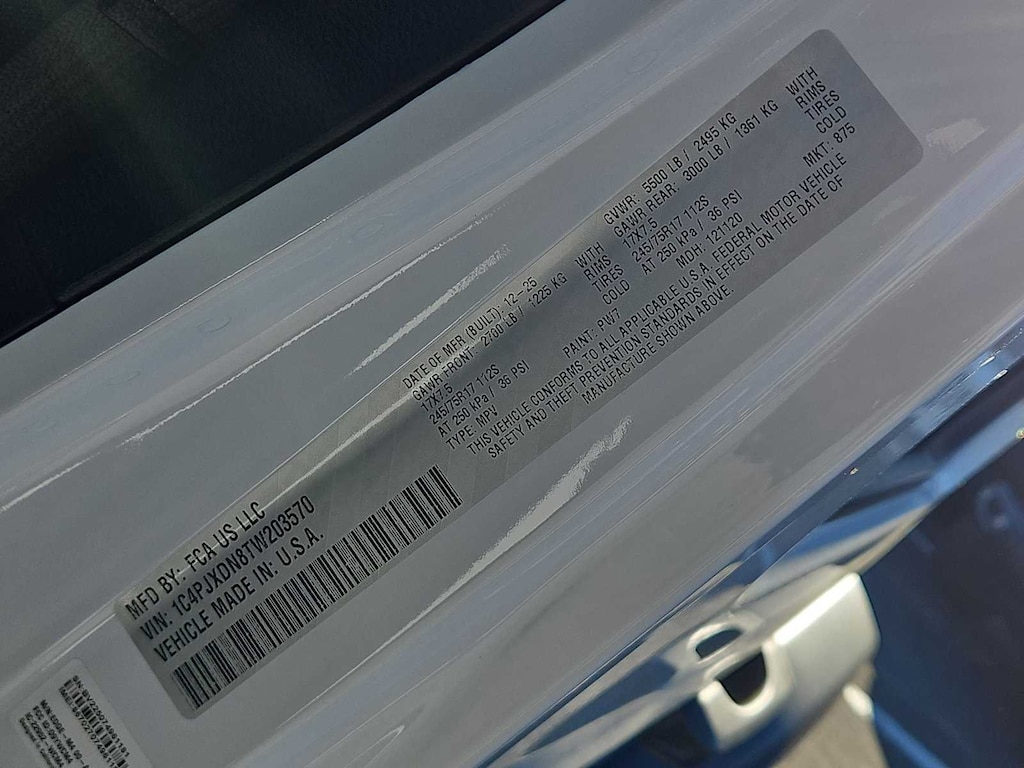 MFD BY: FCA US LLC
VIN: 1C4PJXDN8TW203570
VEHICLE MADE IN: U.S.A.
DATE OF MFR (BUILT): 12-25
GAWR FRONT: 2700 LB / 1225 KG WITH
17X7.5 RIMS
245/75R17 112S TIRES
AT 250 kPa / 36 PSI COLD
TYPE: MPV PAINT: PW7
GVWR: 5500 LB / 2495 KG
GAWR REAR: 3000 LB / 1361 KG WITH
17X7.5 RIMS
245/75R17 112S TIRES
AT 250 kPa / 36 PSI COLD
MDH: 121120 MKT: 875
THIS VEHICLE CONFORMS TO ALL APPLICABLE U.S.A. FEDERAL MOTOR VEHICLE
SAFETY AND THEFT PREVENTION STANDARDS IN EFFECT ON THE DATE OF
MANUFACTURE SHOWN ABOVE.